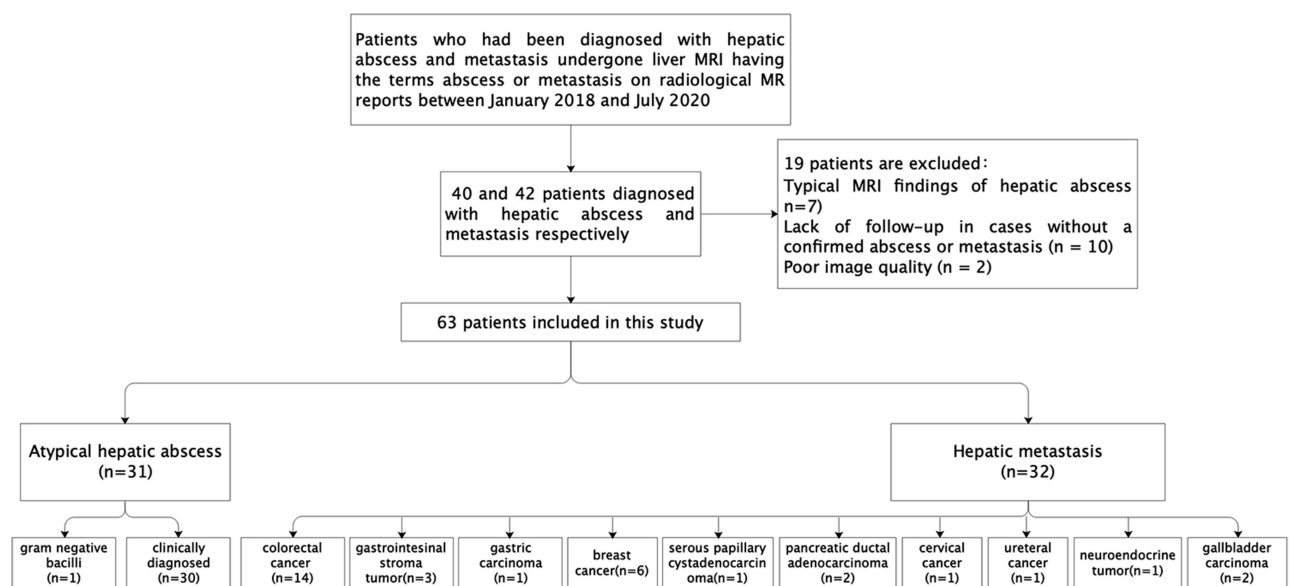 Patients who had been diagnosed with hepatic
abscess and metastasis undergone liver MRI having
the terms abscess or metastasis on radiological MR
reports between January 2018 and July 2020
40 and 42 patients diagnosed
with hepatic abscess and
metastasis respectively
19 patients are excluded:
Typical MRI findings of hepatic abscess
n=7)
Lack of follow-up in cases without a
confirmed abscess or metastasis (n = 10)
Poor image quality (n = 2)
63 patients included in this study
Atypical hepatic abscess
(n=31)
Hepatic metastasis
(n=32)
gram negative
bacilli
(n=1)
clinically
diagnosed
(n=30)
colorectal
cancer
(n=14)
gastrointesinal
stroma
tumor(n=3)
gastric
carcinoma
(n=1)
breast
cancer(n=6)
serous papillary
cystadenocarcin
oma(n=1)
pancreatic ductal
adenocarcinoma
(n=2)
cervical
cancer
(n=1)
ureteral
cancer
(n=1)
neuroendocrine
tumor(n=1)
gallbladder
carcinoma
(n=2)